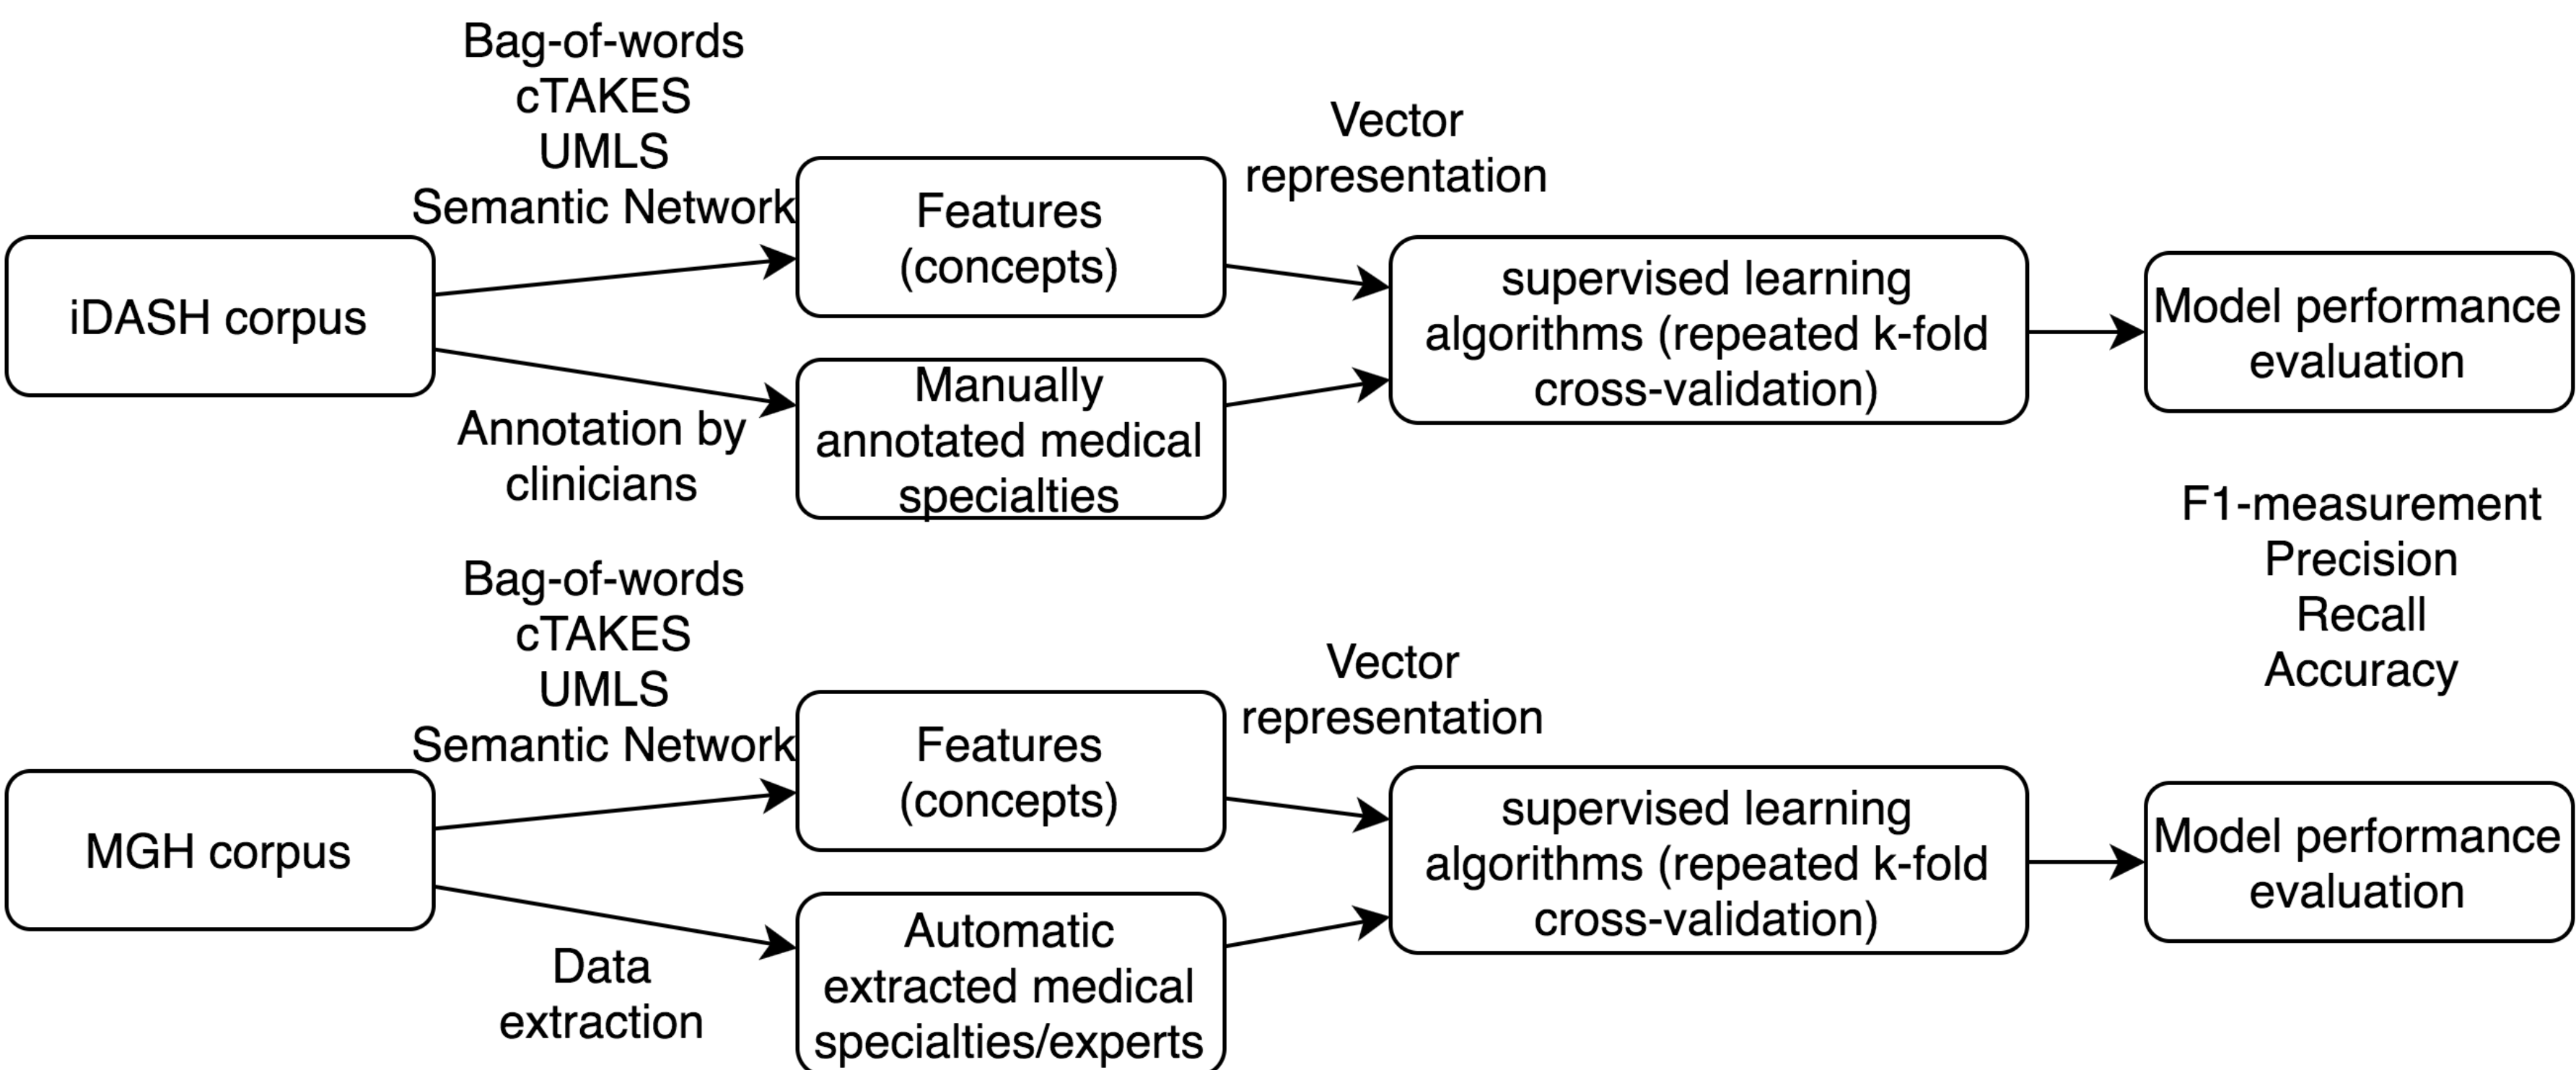 Bag-of-words
cTAKES
UMLS
Semantic Network
iDASH corpus
Annotation by
clinicians
Features
(concepts)
Manually
annotated medical
specialties
Vector
representation
supervised learning
algorithms (repeated k-fold
cross-validation)
Model performance
evaluation
F1-measurement
Precision
Recall
Accuracy
Bag-of-words
cTAKES
UMLS
Semantic Network
MGH corpus
Data
extraction
Features
(concepts)
Automatic
extracted medical
specialties/experts
Vector
representation
supervised learning
algorithms (repeated k-fold
cross-validation)
Model performance
evaluation